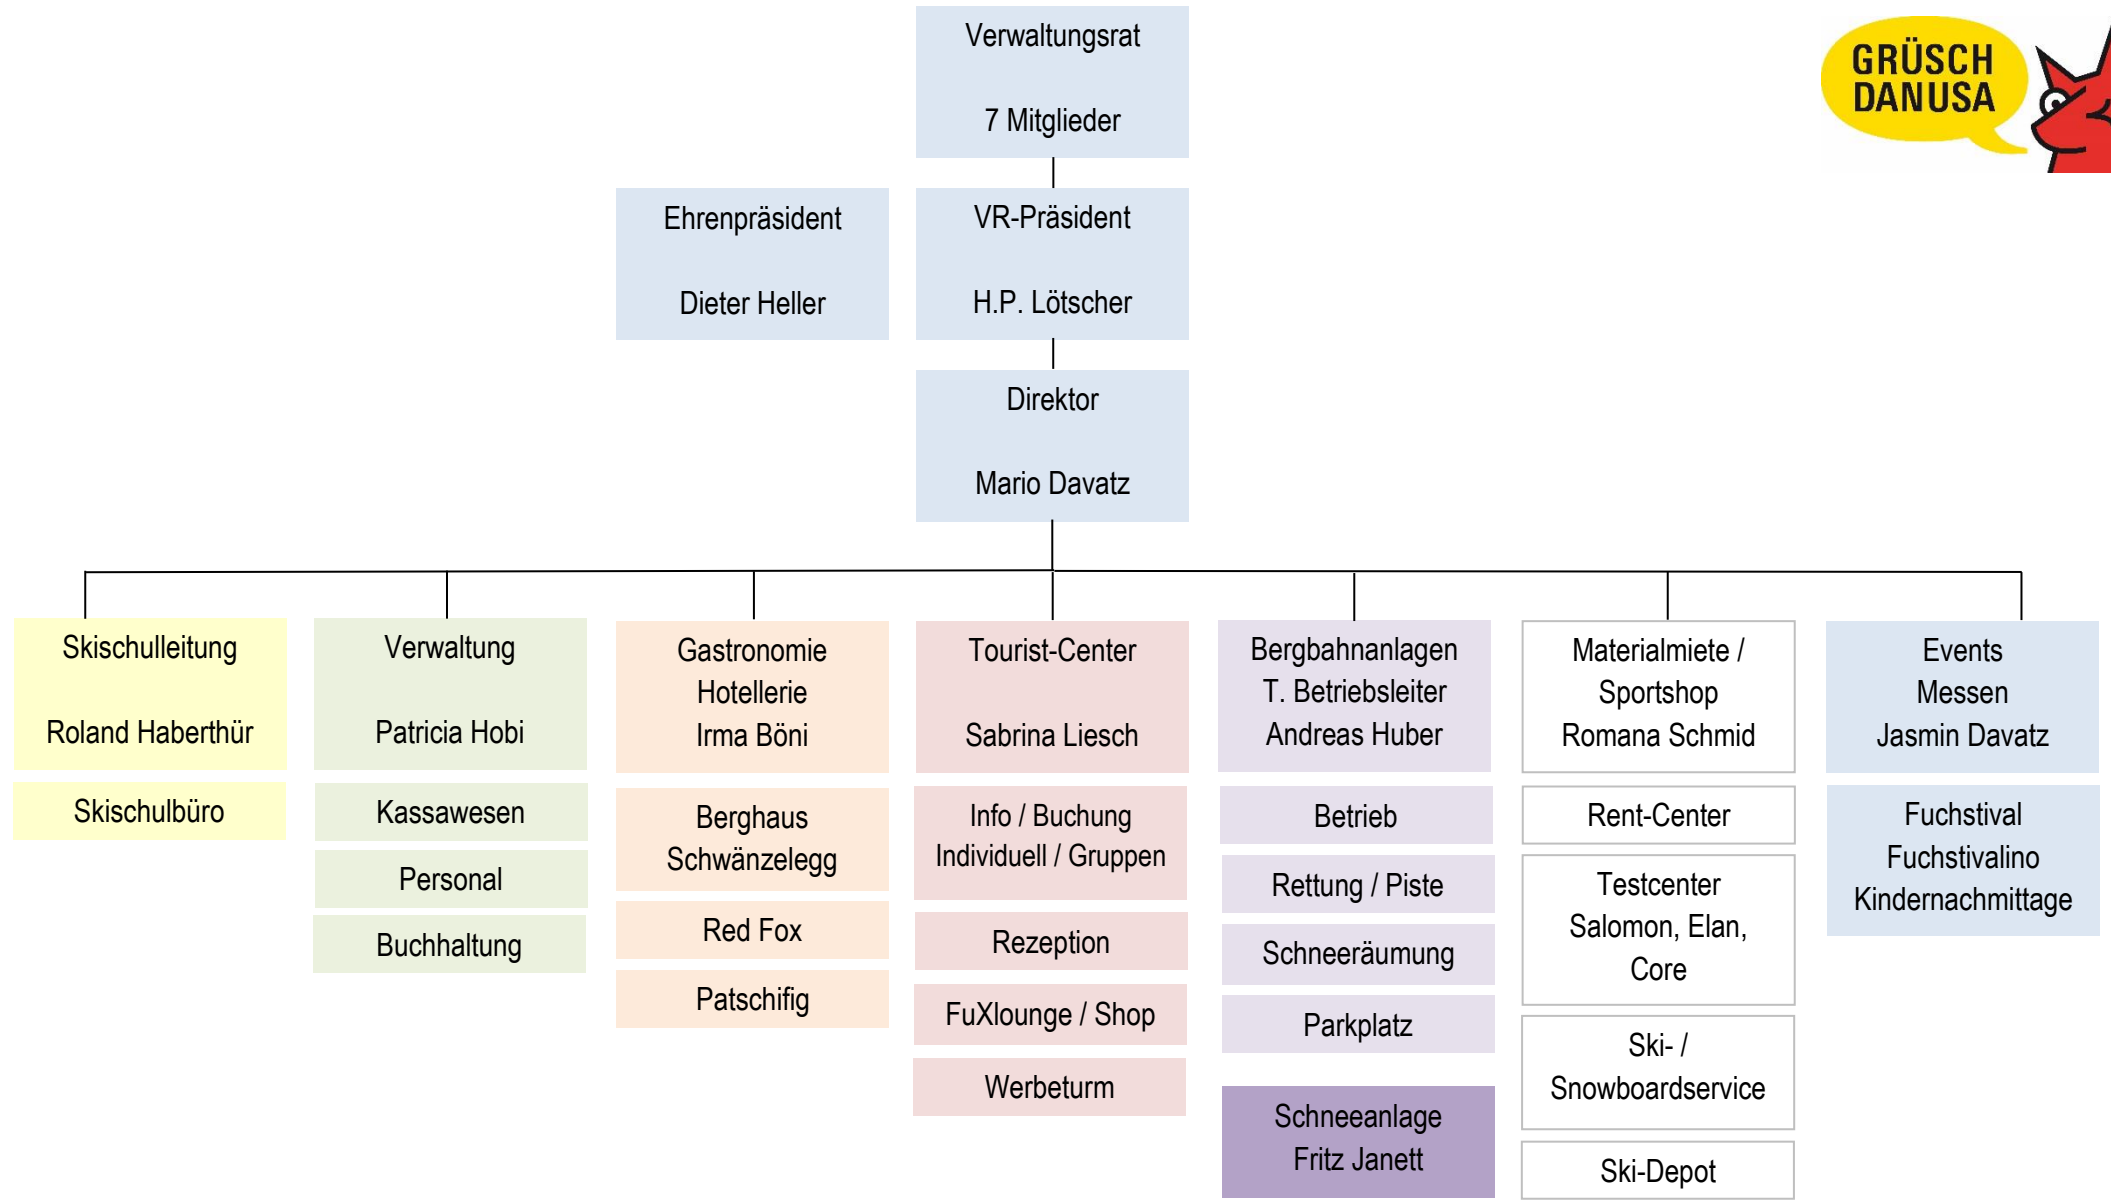 Verwaltungsrat
7 Mitglieder
GRÜSCH
DANUSA
Ehrenpräsident
Dieter Heller
VR-Präsident
H.P. Lötscher
Direktor
Mario Davatz
Skischulleitung
Roland Haberthür
Skischulbüro
Verwaltung
Patricia Hobi
Kassawesen
Personal
Buchhaltung
Gastronomie
Hotellerie
Irma Böni
Berghaus
Schwänzelegg
Red Fox
Patschifig
Tourist-Center
Sabrina Liesch
Info / Buchung
Individuell / Gruppen
Rezeption
FuXlounge / Shop
Werbeturm
Bergbahnanlagen
T. Betriebsleiter
Andreas Huber
Betrieb
Rettung / Piste
Schneeräumung
Parkplatz
Schneeanlage
Fritz Janett
Materialmiete /
Sportshop
Romana Schmid
Rent-Center
Testcenter
Salomon, Elan,
Core
Ski- /
Snowboardservice
Ski-Depot
Events
Messen
Jasmin Davatz
Fuchstival
Fuchstivalino
Kindernachmittage